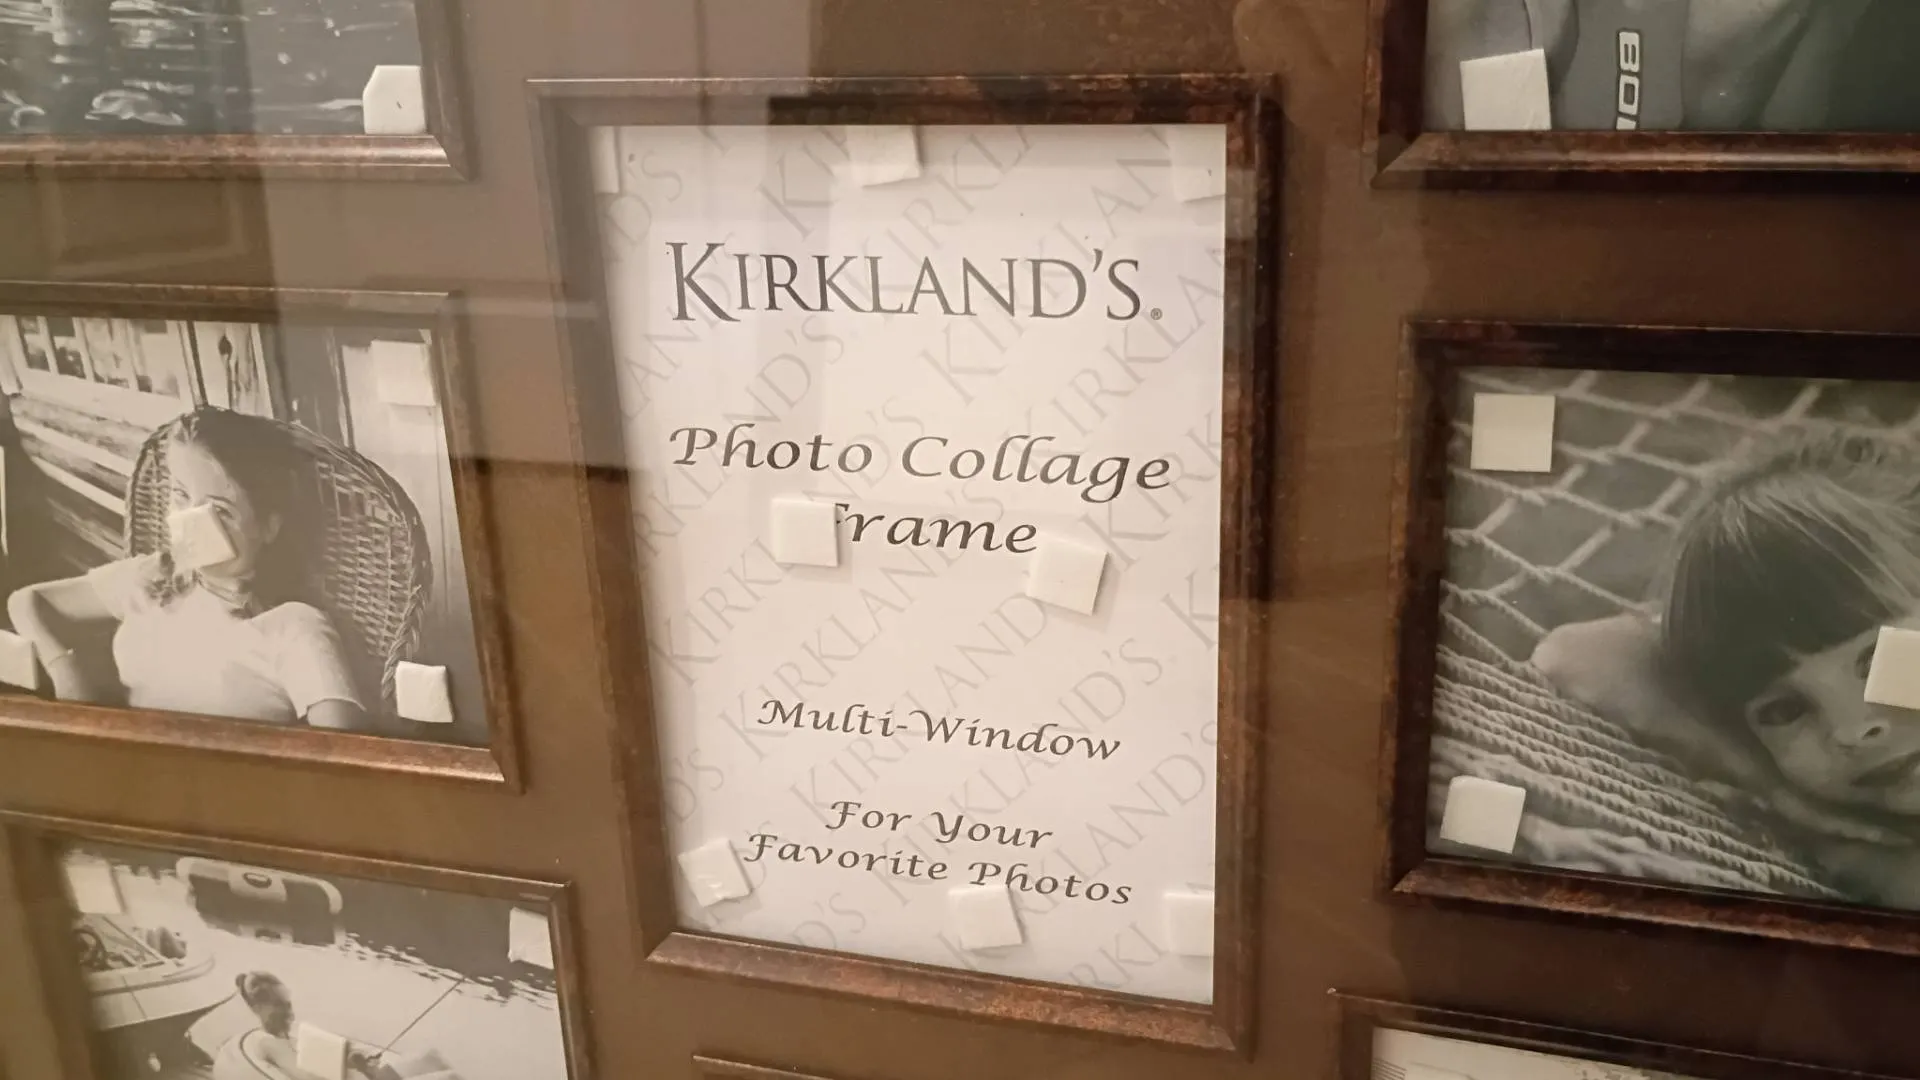 KIRKLAND'S®
Photo Collage
Frame
Multi-Window
For Your
Favorite Photos